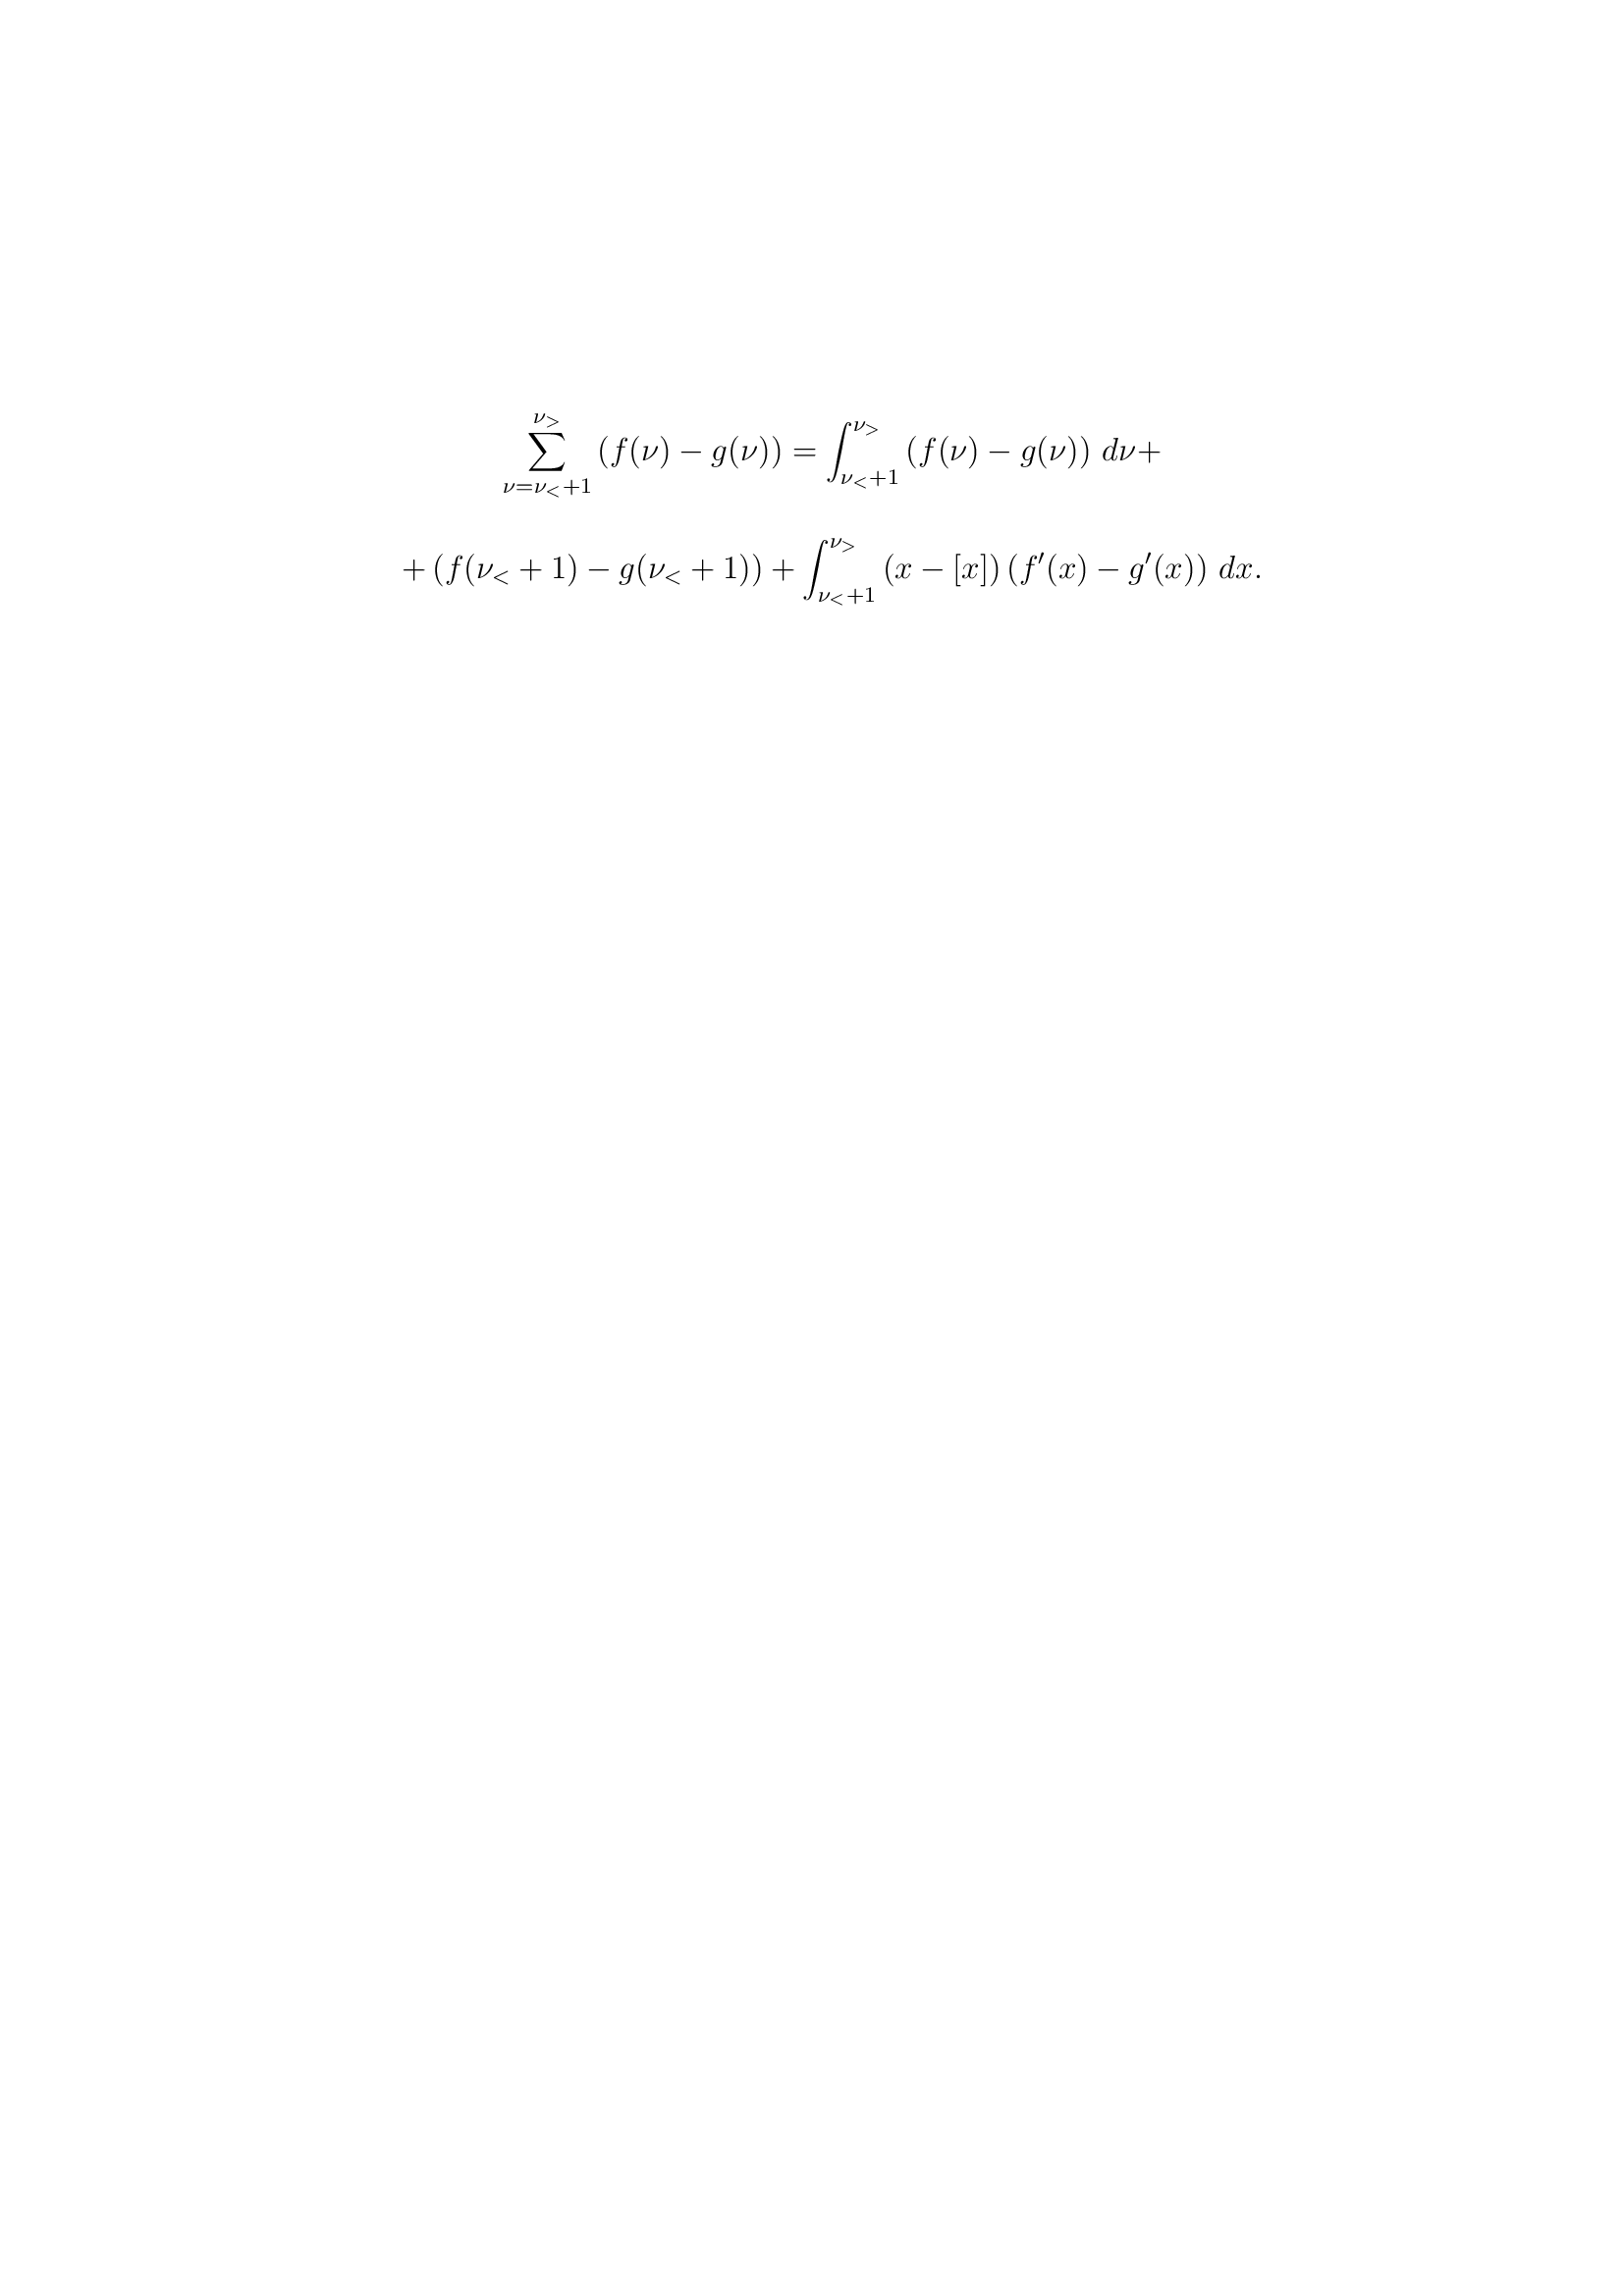 \sum_{\nu=\nu_<+1}^{\nu_>} (f(\nu) - g(\nu)) = \int_{\nu_<+1}^{\nu_>} (f(\nu) - g(\nu)) \, d\nu +
+ (f(\nu_< + 1) - g(\nu_< + 1)) + \int_{\nu_<+1}^{\nu_>} (x - [x]) (f'(x) - g'(x)) \, dx.